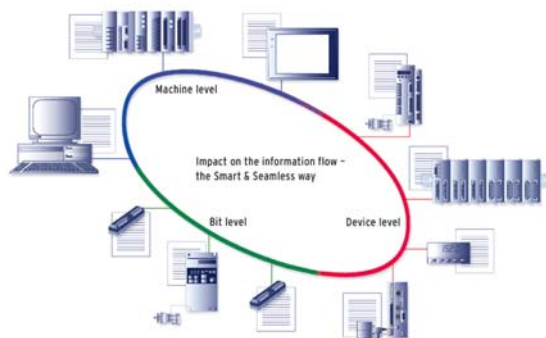 Machine level
Impact on the information flow –
the Smart & Seamless way
Bit level
Device level